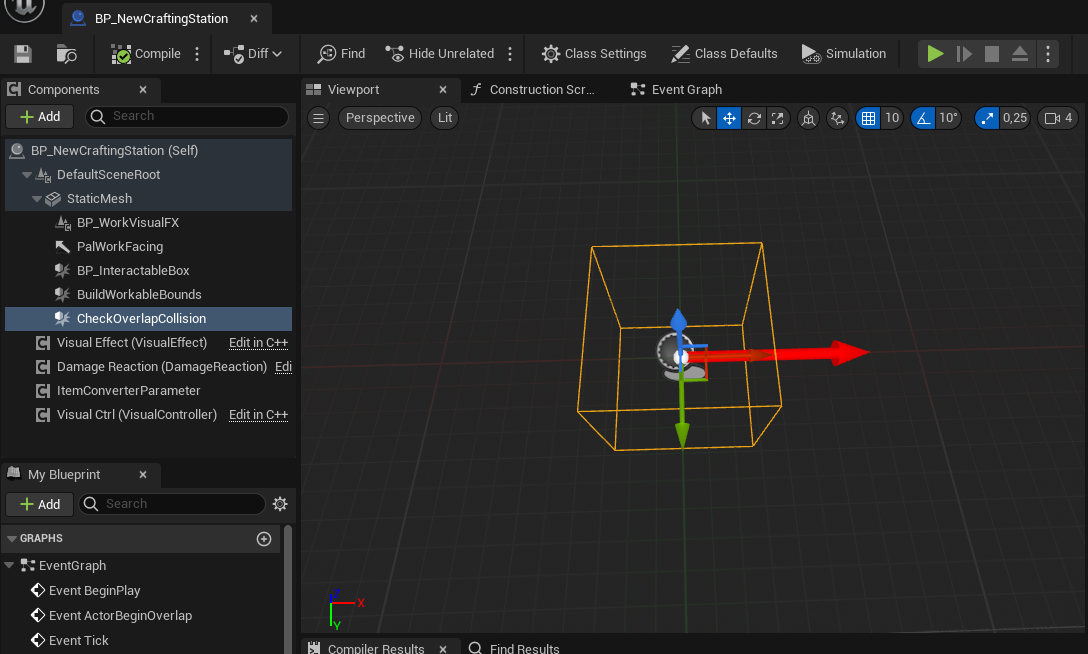 BP_NewCraftingStation
Compile
Diff
Find
Hide Unrelated
Class Settings
Class Defaults
Simulation
Components
Viewport
Construction Scr...
Event Graph
Add
Search
Perspective
Lit
10
10°
0,25
4
BP_NewCraftingStation (Self)
DefaultSceneRoot
StaticMesh
BP_WorkVisualFX
PalWorkFacing
BP_InteractableBox
BuildWorkableBounds
CheckOverlapCollision
Visual Effect (VisualEffect) Edit in C++
Damage Reaction (DamageReaction) Edi
ItemConverterParameter
Visual Ctrl (VisualController) Edit in C++
My Blueprint
Add
Search
GRAPHS
EventGraph
Event BeginPlay
Event ActorBeginOverlap
Event Tick
Z
X
Y
Compiler Results
Find Results